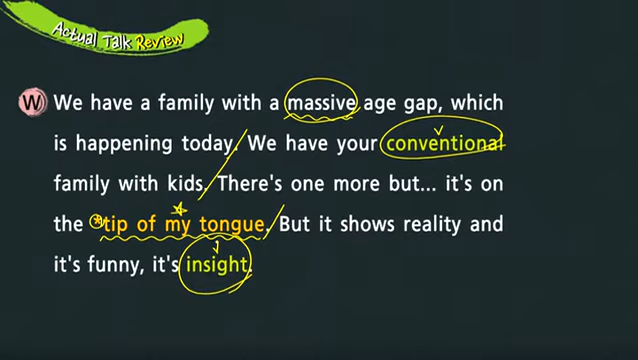 Actual Talk Review
W We have a family with a massive age gap, which
is happening today. We have your conventional
family with kids. There's one more but... it's on
the *tip of my tongue. But it shows reality and
it's funny, it's insight.